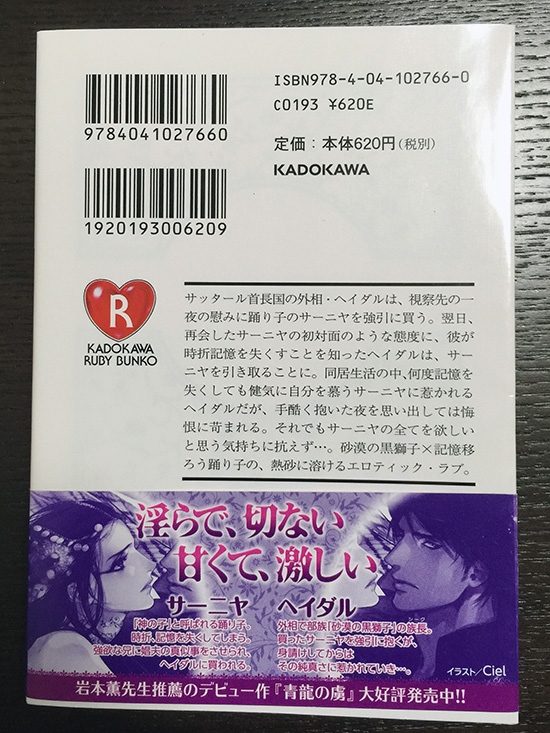 ISBN978-4-04-102766-0
C0193 ¥620E
定価：本体620円（税別）
KADOKAWA
9784041027660
1920193006209
R
KADOKAWA
RUBY BUNKO
サッタール首長国の外相・ヘイダルは、視察先の一
夜の慰みに踊り子のサーニヤを強引に買う。翌日、
再会したサーニヤの初対面のような態度に、彼が
時折記憶を失くすことを知ったヘイダルは、サー
ニヤを引き取ることに。同居生活の中、何度記憶を
失くしても健気に自分を慕うサーニヤに惹かれる
ヘイダルだが、手酷く抱いた夜を思い出しては悔
恨に苛まれる。それでもサーニヤの全てを欲しい
と思う気持ちに抗えず…。砂漠の黒獅子×記憶移
ろう踊り子の、熱砂に溶けるエロティック・ラブ。
淫らで、切ない
甘くて、激しい
サーニヤ
「神の子」と呼ばれる踊り子。
時折、記憶を失くしてしまう。
強欲な兄に娼夫の真似事をさせられ、
ヘイダルに買われる。
ヘイダル
外相で部族「砂漠の黒獅子」の族長。
買ったサーニヤを強引に抱くが、
身請けしてからは
その純真さに惹かれていき…。
イラスト／Ciel
岩本薫先生推薦のデビュー作『青龍の虜』大好評発売中!!